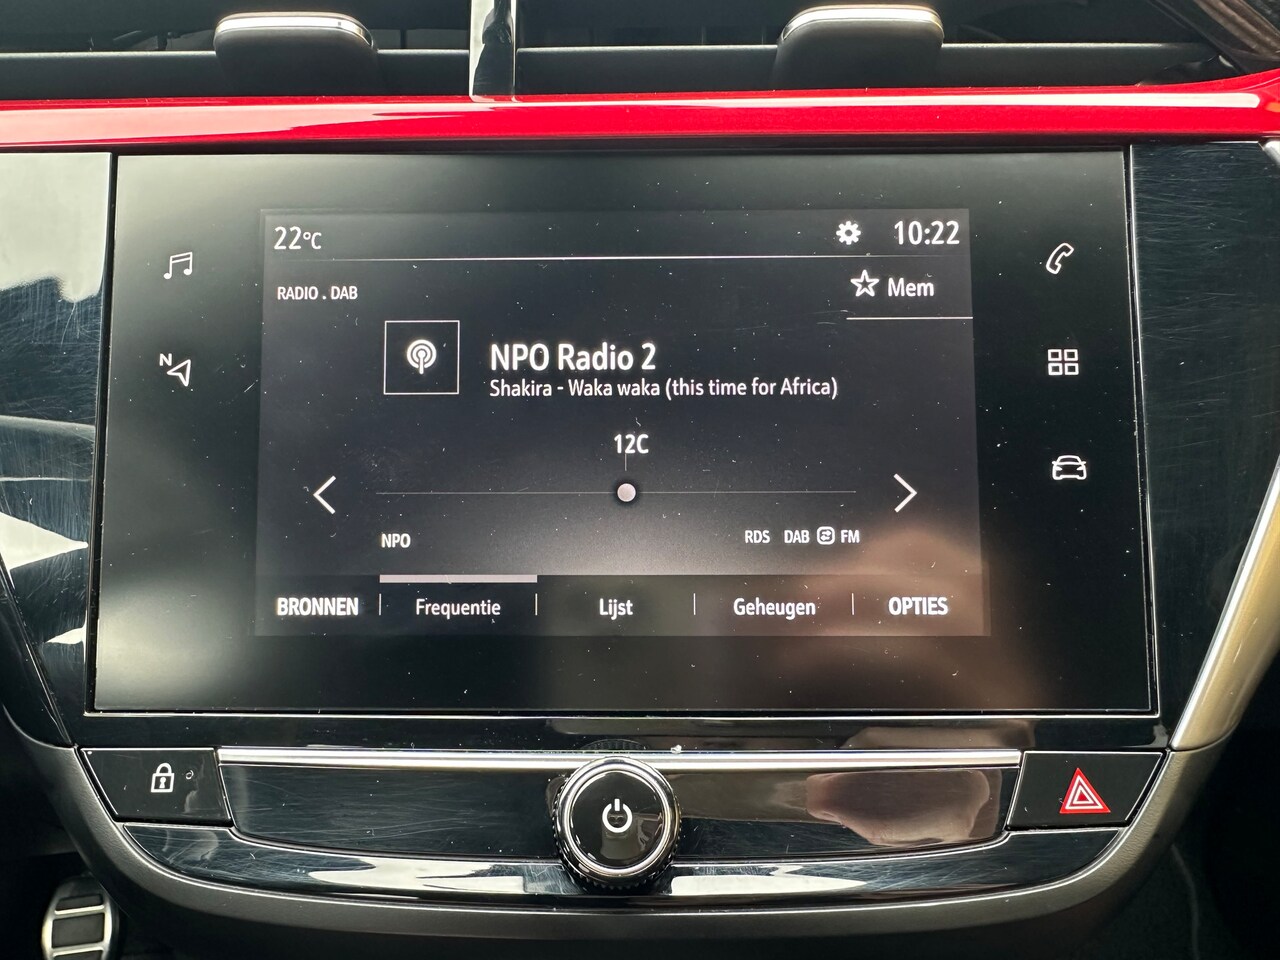 22°C
10:22
RADIO . DAB
Mem
N
NPO Radio 2
Shakira - Waka waka (this time for Africa)
12C
NPO
RDS DAB FM
BRONNEN Frequentie Lijst Geheugen OPTIES